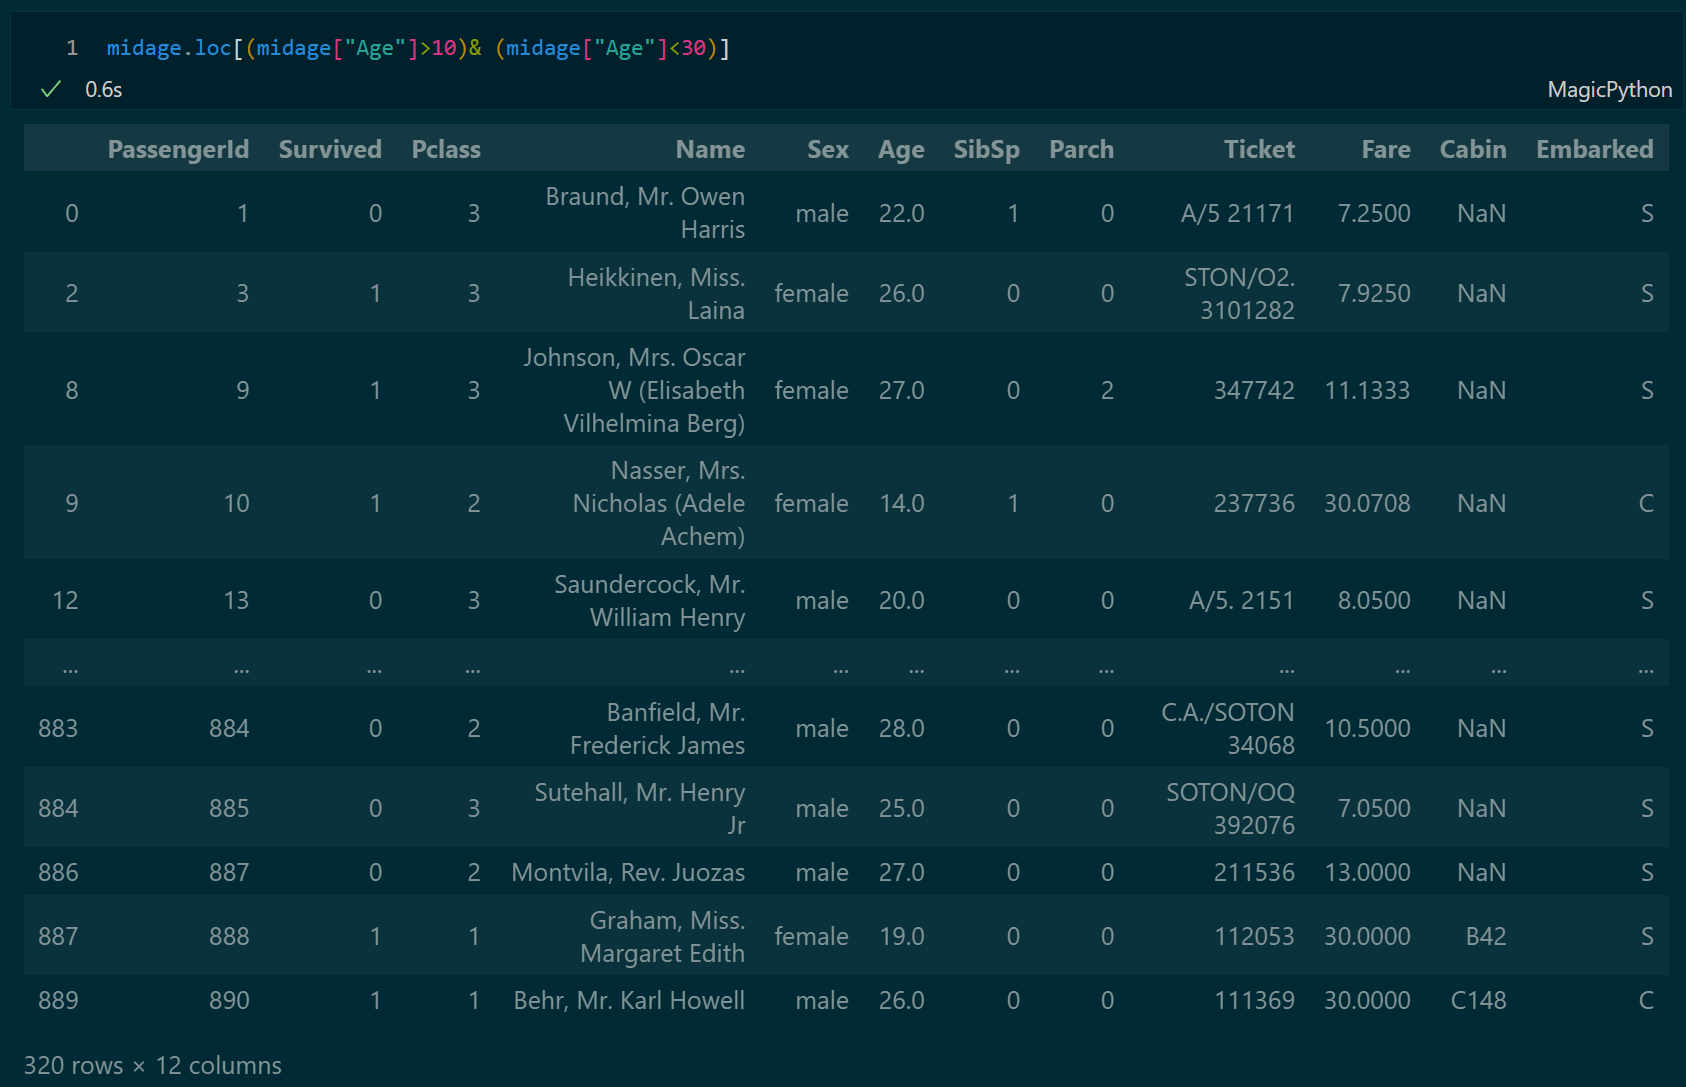 1 midage.loc[(midage["Age"]>10)& (midage["Age"]<30)]
0.6s MagicPython
PassengerId Survived Pclass Name Sex Age SibSp Parch Ticket Fare Cabin Embarked
0 1 0 3 Braund, Mr. Owen Harris male 22.0 1 0 A/5 21171 7.2500 NaN S
2 3 1 3 Heikkinen, Miss. Laina female 26.0 0 0 STON/O2. 3101282 7.9250 NaN S
8 9 1 3 Johnson, Mrs. Oscar W (Elisabeth Vilhelmina Berg) female 27.0 0 2 347742 11.1333 NaN S
9 10 1 2 Nasser, Mrs. Nicholas (Adele Achem) female 14.0 1 0 237736 30.0708 NaN C
12 13 0 3 Saundercock, Mr. William Henry male 20.0 0 0 A/5. 2151 8.0500 NaN S
... ... ... ... ... ... ... ... ... ... ... ... ...
883 884 0 2 Banfield, Mr. Frederick James male 28.0 0 0 C.A./SOTON 34068 10.5000 NaN S
884 885 0 3 Sutehall, Mr. Henry Jr male 25.0 0 0 SOTON/OQ 392076 7.0500 NaN S
886 887 0 2 Montvila, Rev. Juozas male 27.0 0 0 211536 13.0000 NaN S
887 888 1 1 Graham, Miss. Margaret Edith female 19.0 0 0 112053 30.0000 B42 S
889 890 1 1 Behr, Mr. Karl Howell male 26.0 0 0 111369 30.0000 C148 C
320 rows × 12 columns